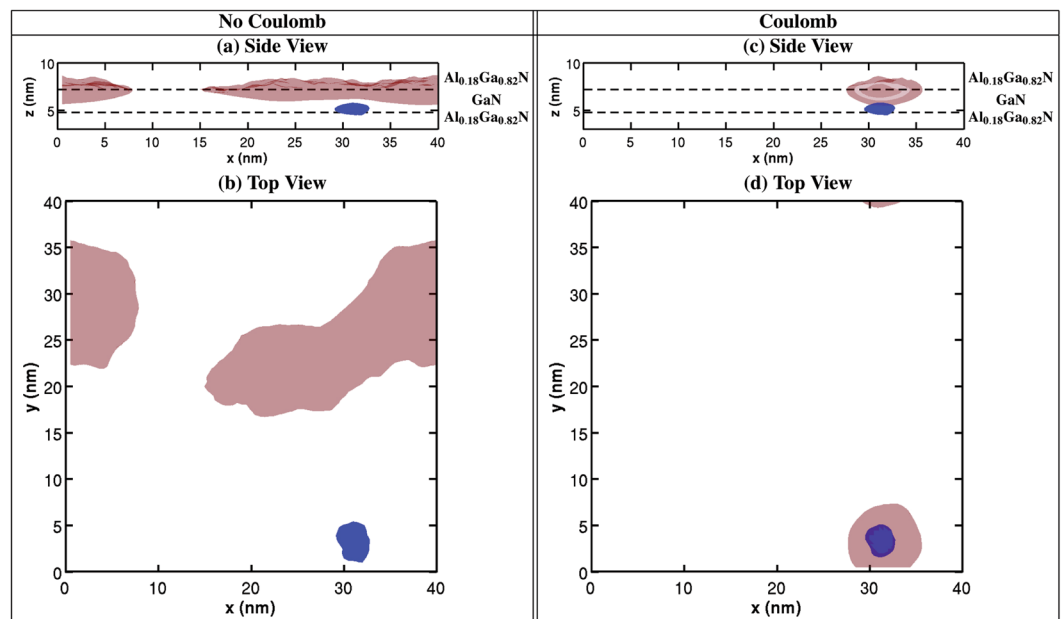 No Coulomb
(a) Side View
10
5
z (nm)
0 5 10 15 20 25 30 35 40
x (nm)
Al0.18Ga0.82N
GaN
Al0.18Ga0.82N
(b) Top View
40
35
30
25
20
15
10
5
0
y (nm)
0 10 20 30 40
x (nm)
Coulomb
(c) Side View
10
5
z (nm)
0 5 10 15 20 25 30 35 40
x (nm)
Al0.18Ga0.82N
GaN
Al0.18Ga0.82N
(d) Top View
40
35
30
25
20
15
10
5
0
y (nm)
0 10 20 30 40
x (nm)